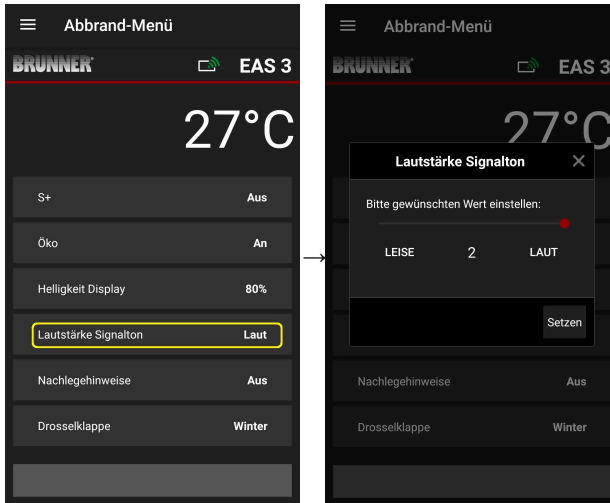 Abbrand-Menü
BRUNNER
EAS 3
27°C
S+ Aus
Öko An
Helligkeit Display 80%
Lautstärke Signalton Laut
Nachlegehinweise Aus
Drosselklappe Winter
→
Abbrand-Menü
BRUNNER
EAS 3
27°C
Lautstärke Signalton
Bitte gewünschten Wert einstellen:
LEISE 2 LAUT
Setzen
Nachlegehinweise Aus
Drosselklappe Winter